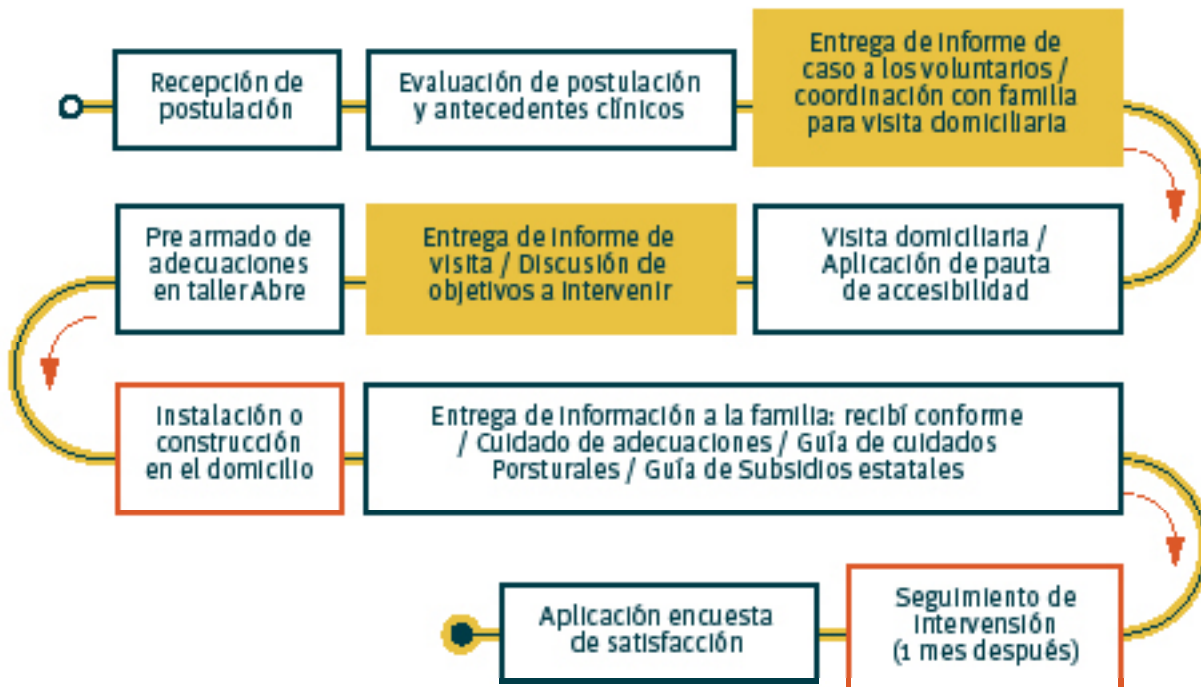 Recepción de
postulación
Evaluación de postulación
y antecedentes clínicos
Entrega de informe de
caso a los voluntarios /
coordinación con familia
para visita domiciliaria
Visita domiciliaria /
Aplicación de pauta
de accesibilidad
Entrega de informe de
visita / Discusión de
objetivos a intervenir
Pre armado de
adecuaciones
en taller Abre
Instalación o
construcción
en el domicilio
Entrega de información a la familia: recibí conforme
/ Cuidado de adecuaciones / Guía de cuidados
Porsturales / Guía de Subsidios estatales
Seguimiento de
intervensión
(1 mes después)
Aplicación encuesta
de satisfacción